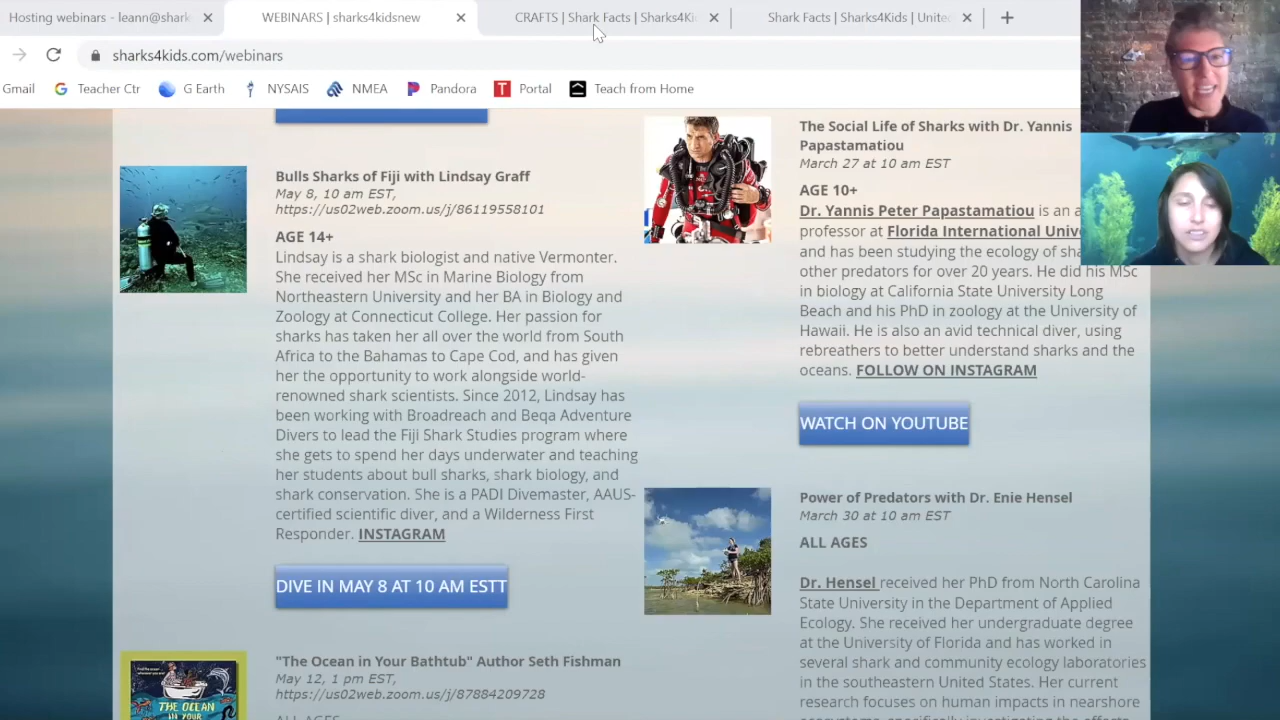 Hosting webinars - leann@shark
WEBINARS | sharks4kidsnew
CRAFTS | Shark Facts | Sharks4Ki
Shark Facts | Sharks4Kids | Unite
sharks4kids.com/webinars
Gmail
Teacher Ctr
G Earth
NYSAIS
NMEA
Pandora
Portal
Teach from Home
Bulls Sharks of Fiji with Lindsay Graff
May 8, 10 am EST,
https://us02web.zoom.us/j/86119558101
AGE 14+
Lindsay is a shark biologist and native Vermonter.
She received her MSc in Marine Biology from
Northeastern University and her BA in Biology and
Zoology at Connecticut College. Her passion for
sharks has taken her all over the world from South
Africa to the Bahamas to Cape Cod, and has given
her the opportunity to work alongside world-
renowned shark scientists. Since 2012, Lindsay has
been working with Broadreach and Beqa Adventure
Divers to lead the Fiji Shark Studies program where
she gets to spend her days underwater and teaching
her students about bull sharks, shark biology, and
shark conservation. She is a PADI Divemaster, AAUS-
certified scientific diver, and a Wilderness First
Responder. INSTAGRAM
DIVE IN MAY 8 AT 10 AM ESTT
"The Ocean in Your Bathtub" Author Seth Fishman
May 12, 1 pm EST,
https://us02web.zoom.us/j/87884209728
ALL AGES
THE OCEAN
IN YOUR
The Social Life of Sharks with Dr. Yannis
Papastamatiou
March 27 at 10 am EST
AGE 10+
Dr. Yannis Peter Papastamatiou is an a
professor at Florida International Unive
and has been studying the ecology of sha
other predators for over 20 years. He did his MSc
in biology at California State University Long
Beach and his PhD in zoology at the University of
Hawaii. He is also an avid technical diver, using
rebreathers to better understand sharks and the
oceans. FOLLOW ON INSTAGRAM
WATCH ON YOUTUBE
Power of Predators with Dr. Enie Hensel
March 30 at 10 am EST
ALL AGES
Dr. Hensel received her PhD from North Carolina
State University in the Department of Applied
Ecology. She received her undergraduate degree
at the University of Florida and has worked in
several shark and community ecology laboratories
in the southeastern United States. Her current
research focuses on human impacts in nearshore
ecosystems, specifically investigating the effects